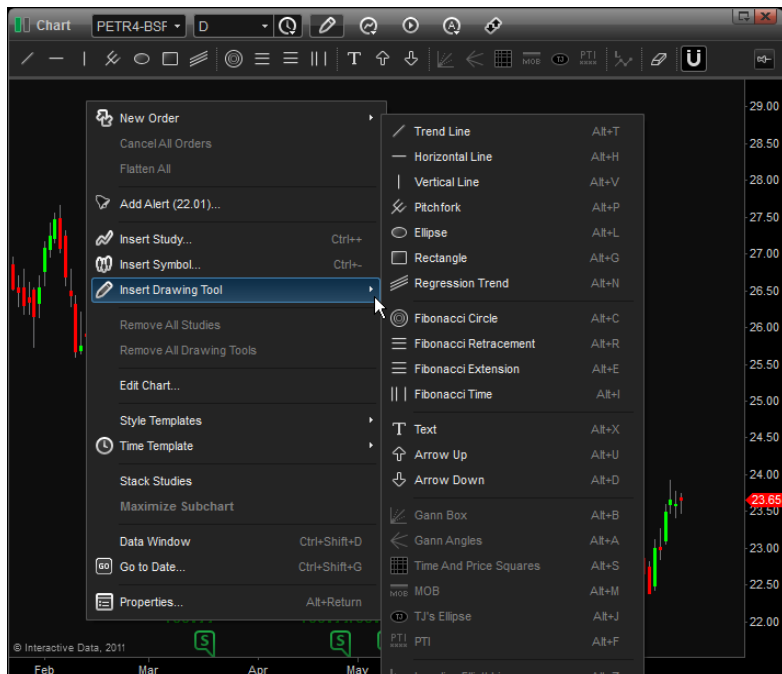 Chart PETR4-BSF D
T MOB TJ PTI
29.00
28.50
28.00
27.50
27.00
26.50
26.00
25.50
25.00
24.50
24.00
23.65
23.50
23.00
22.50
22.00
New Order
Cancel All Orders
Flatten All
Add Alert (22.01)...
Insert Study... Ctrl++
Insert Symbol... Ctrl+-
Insert Drawing Tool
Remove All Studies
Remove All Drawing Tools
Edit Chart...
Style Templates
Time Template
Stack Studies
Maximize Subchart
Data Window Ctrl+Shift+D
GO Go to Date... Ctrl+Shift+G
Properties... Alt+Return
Trend Line Alt+T
Horizontal Line Alt+H
Vertical Line Alt+V
Pitchfork Alt+P
Ellipse Alt+L
Rectangle Alt+G
Regression Trend Alt+N
Fibonacci Circle Alt+C
Fibonacci Retracement Alt+R
Fibonacci Extension Alt+E
Fibonacci Time Alt+I
T Text Alt+X
Arrow Up Alt+U
Arrow Down Alt+D
Gann Box Alt+B
Gann Angles Alt+A
Time And Price Squares Alt+S
MOB MOB Alt+M
TJ TJ's Ellipse Alt+J
PTI PTI Alt+F
S S
© Interactive Data, 2011
Feb Mar Apr May